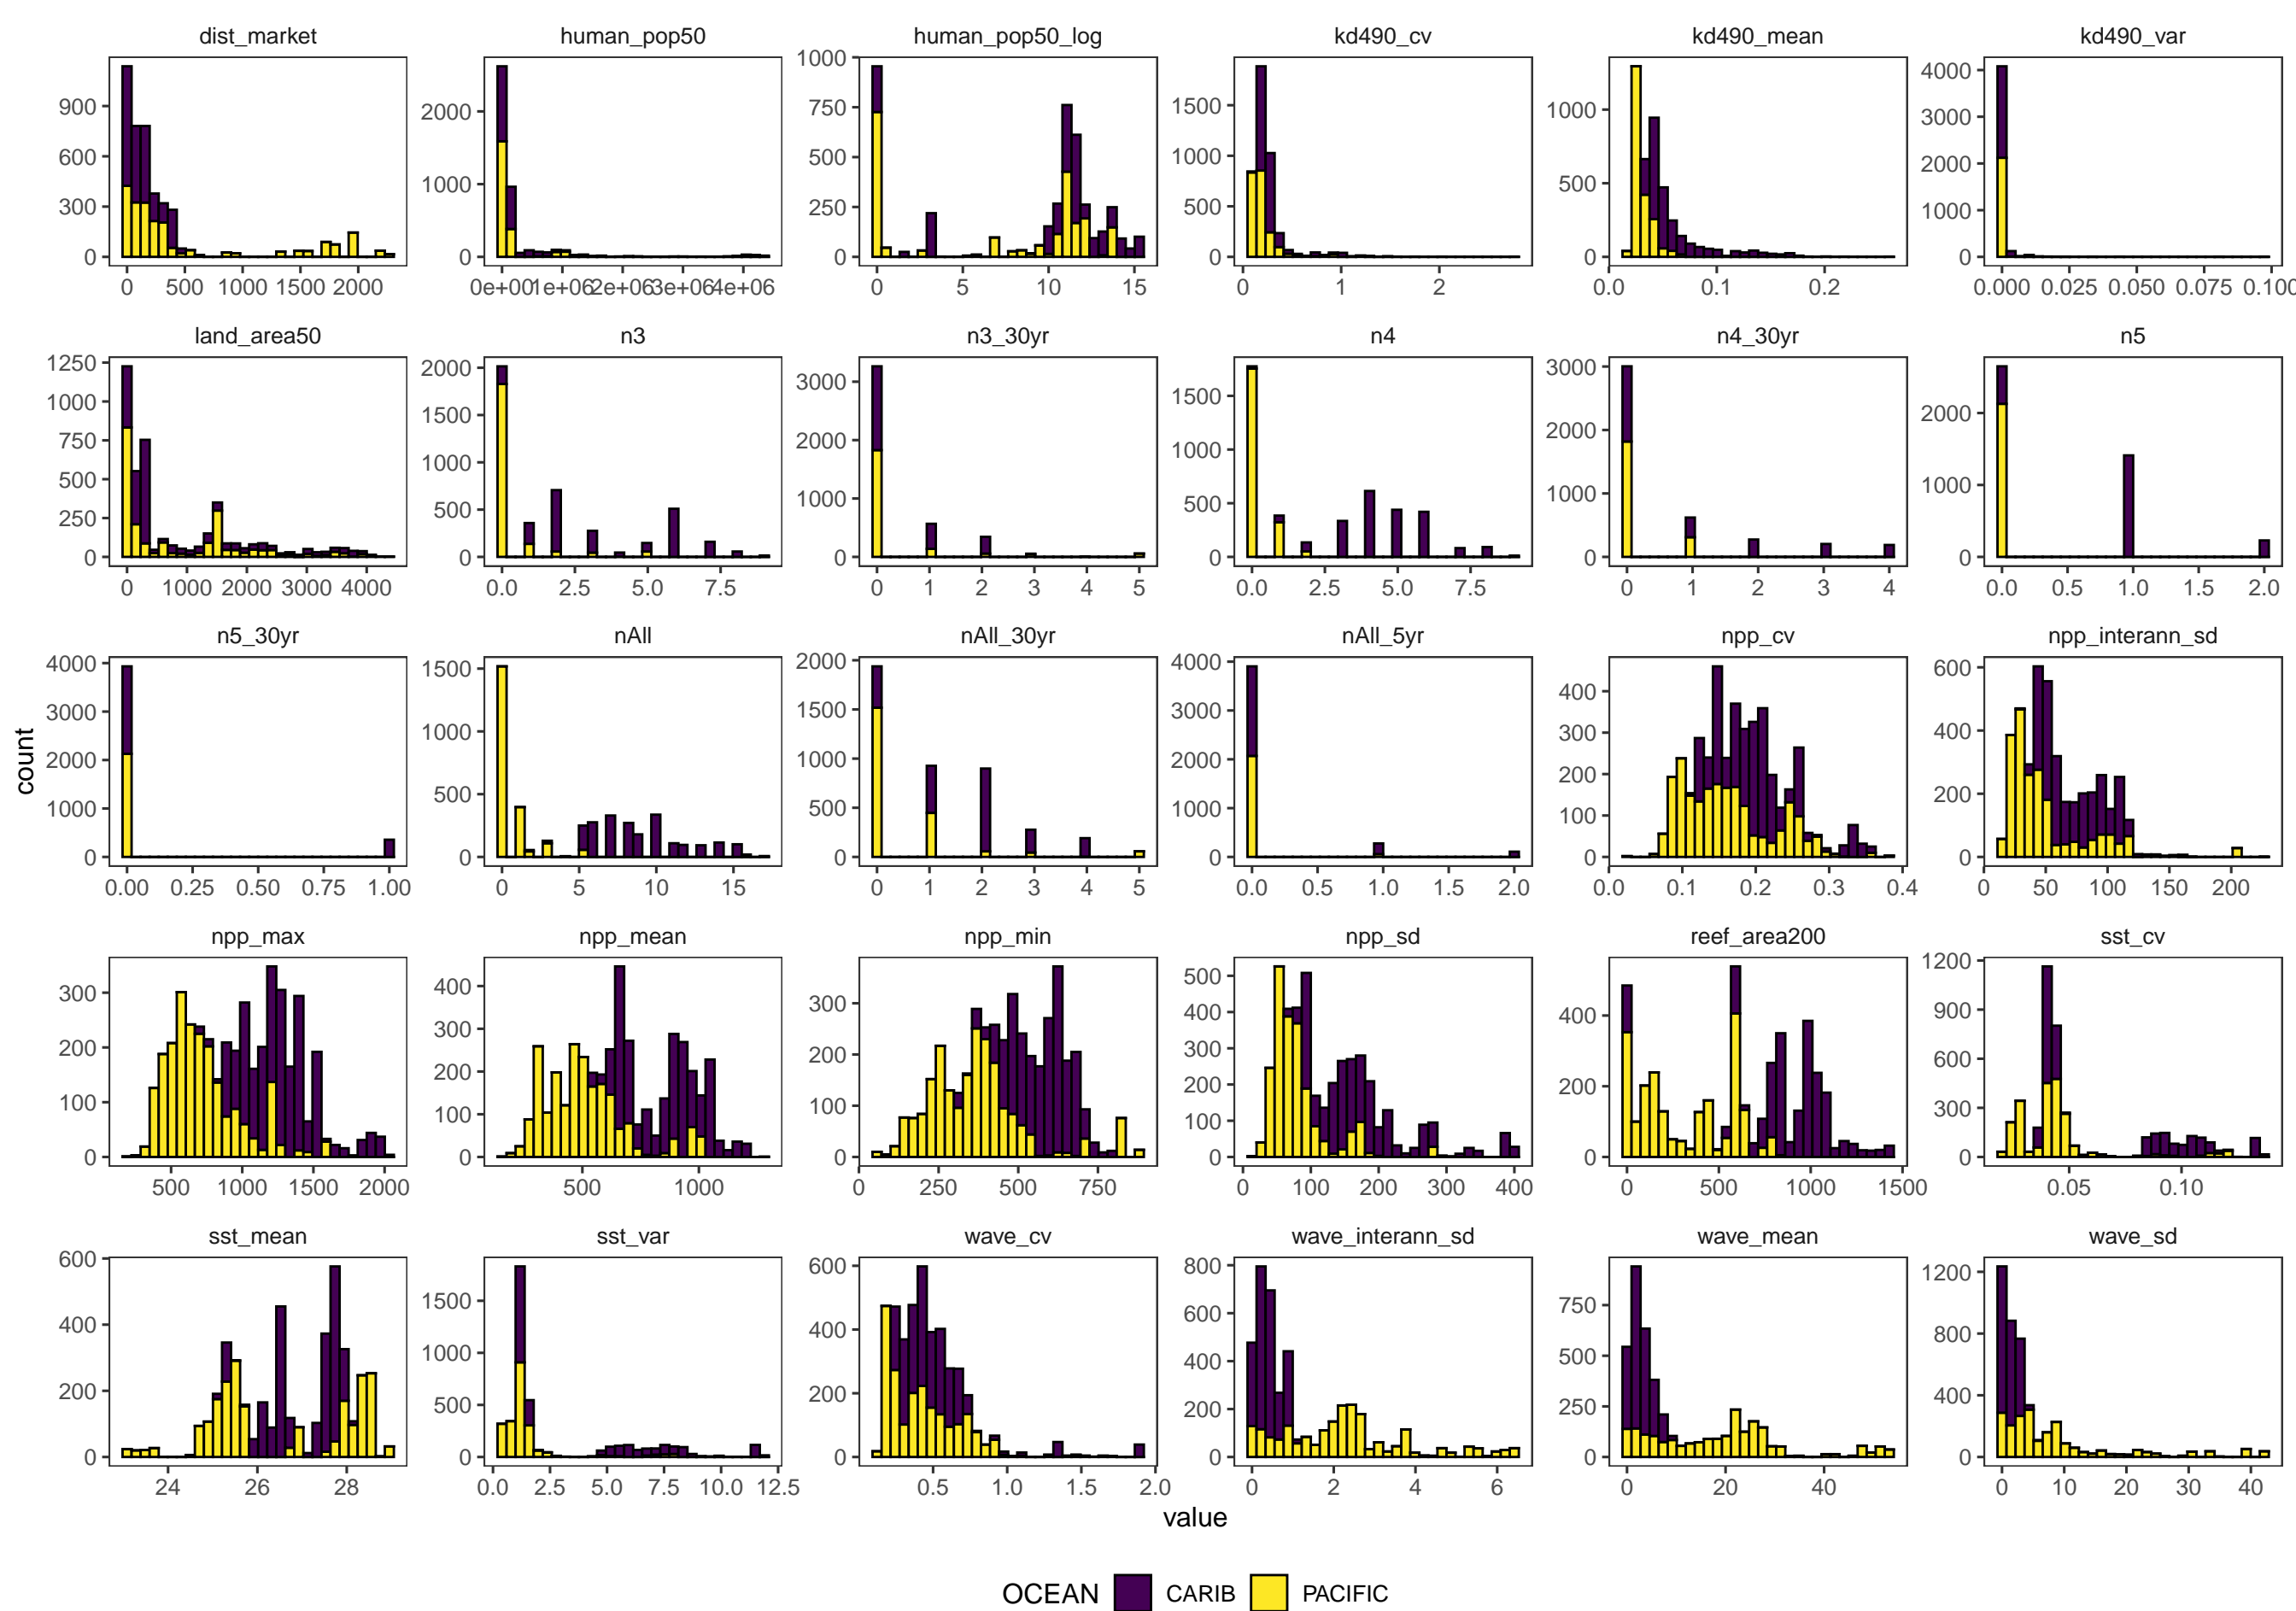 dist_market human_pop50 human_pop50_log kd490_cv kd490_mean kd490_var
900 600 300 0
2000 1000 0
1000 750 500 250 0
1500 1000 500 0
1000 500 0
4000 3000 2000 1000 0
0 500 1000 1500 2000
0e+00 1e+06 2e+06 3e+06 4e+06
0 5 10 15
0 1 2
0.0 0.1 0.2
0.000 0.025 0.050 0.075 0.100
land_area50 n3 n3_30yr n4 n4_30yr n5
1250 1000 750 500 250 0
2000 1500 1000 500 0
3000 2000 1000 0
1500 1000 500 0
3000 2000 1000 0
2000 1000 0
0 1000 2000 3000 4000
0.0 2.5 5.0 7.5
0 1 2 3 4 5
0.0 2.5 5.0 7.5
0 1 2 3 4
0.0 0.5 1.0 1.5 2.0
n5_30yr nAll nAll_30yr nAll_5yr npp_cv npp_interann_sd
4000 3000 2000 1000 0
1500 1000 500 0
2000 1500 1000 500 0
4000 3000 2000 1000 0
400 300 200 100 0
600 400 200 0
0.00 0.25 0.50 0.75 1.00
0 5 10 15
0 1 2 3 4 5
0.0 0.5 1.0 1.5 2.0
0.0 0.1 0.2 0.3 0.4
0 50 100 150 200
count
npp_max npp_mean npp_min npp_sd reef_area200 sst_cv
300 200 100 0
400 300 200 100 0
300 200 100 0
500 400 300 200 100 0
400 200 0
1200 900 600 300 0
500 1000 1500 2000
500 1000
0 250 500 750
0 100 200 300 400
0 500 1000 1500
0.05 0.10
sst_mean sst_var wave_cv wave_interann_sd wave_mean wave_sd
600 400 200 0
1500 1000 500 0
600 400 200 0
800 600 400 200 0
750 500 250 0
1200 800 400 0
24 26 28
0.0 2.5 5.0 7.5 10.0 12.5
0.5 1.0 1.5 2.0
0 2 4 6
0 20 40
0 10 20 30 40
value
OCEAN CARIB PACIFIC